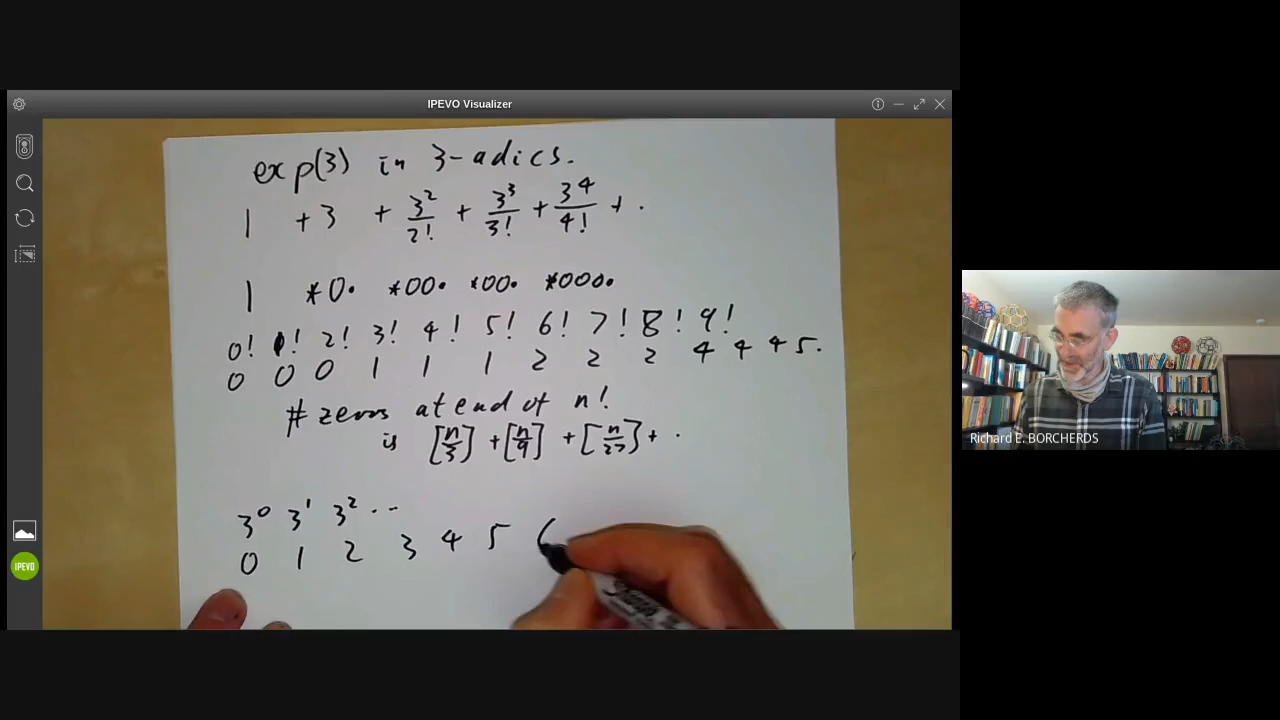 IPEVO Visualizer
exp(3) in 3-adics.
1 + 3 + 3²/2! + 3³/3! + 3⁴/4! + .
1 *0. *00. *00. *000.
0! 1! 2! 3! 4! 5! 6! 7! 8! 9!
0 0 0 1 1 1 2 2 2 4 4 4 5.
# zeros at end of n!
is [n/3] + [n/9] + [n/27] + .
3⁰ 3¹ 3² ...
0 1 2 3 4 5
IPEVO
Richard E. BORCHERDS